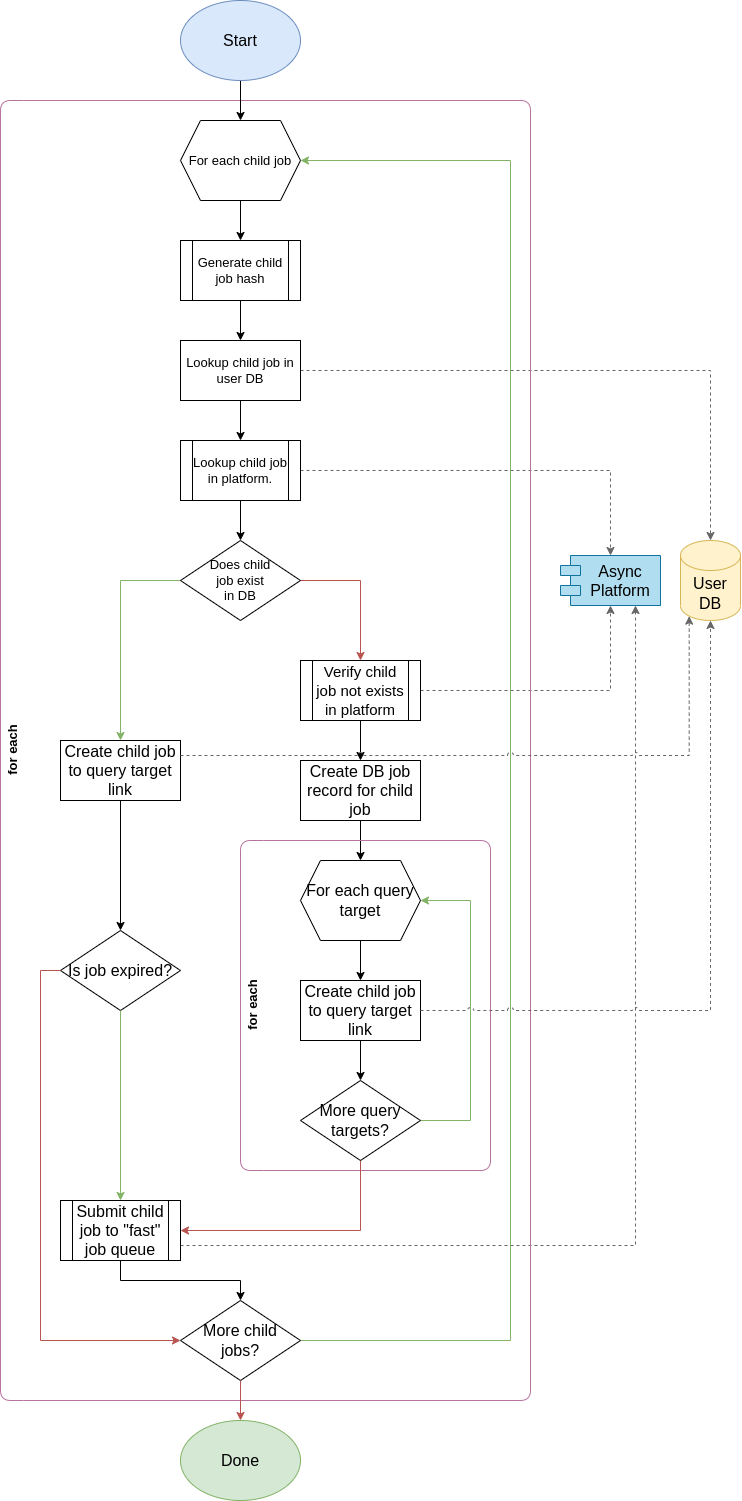 Start
For each child job
Generate child
job hash
Lookup child job in
user DB
Lookup child job
in platform.
Does child
job exist
in DB
Async
Platform
User
DB
Verify child
job not exists
in platform
for each
Create child job
to query target
link
Create DB job
record for child
job
For each query
target
Is job expired?
for each
Create child job
to query target
link
More query
targets?
Submit child
job to "fast"
job queue
More child
jobs?
Done